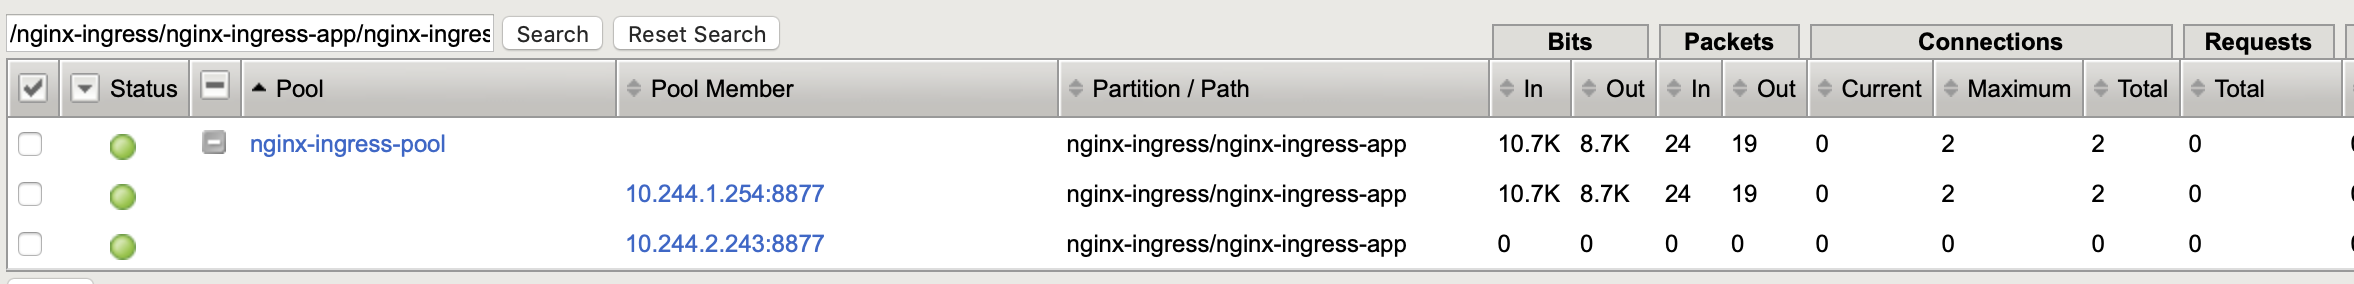 /nginx-ingress/nginx-ingress-app/nginx-ingres Search Reset Search
Bits Packets Connections Requests
Status Pool Pool Member Partition / Path In Out In Out Current Maximum Total Total
nginx-ingress-pool nginx-ingress/nginx-ingress-app 10.7K 8.7K 24 19 0 2 2 0
10.244.1.254:8877 nginx-ingress/nginx-ingress-app 10.7K 8.7K 24 19 0 2 2 0
10.244.2.243:8877 nginx-ingress/nginx-ingress-app 0 0 0 0 0 0 0 0